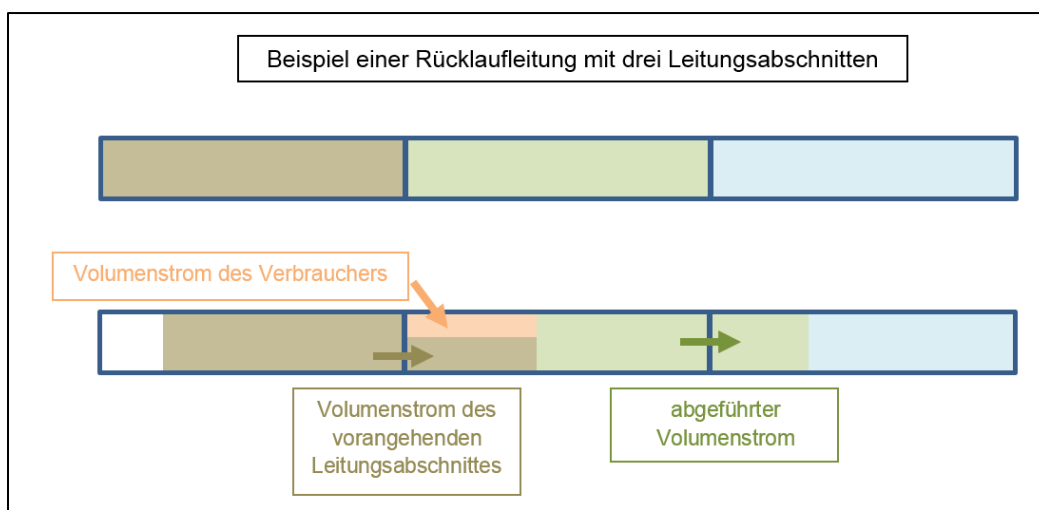 Beispiel einer Rücklaufleitung mit drei Leitungsabschnitten
Volumenstrom des Verbrauchers
Volumenstrom des
vorangehenden
Leitungsabschnittes
abgeführter
Volumenstrom